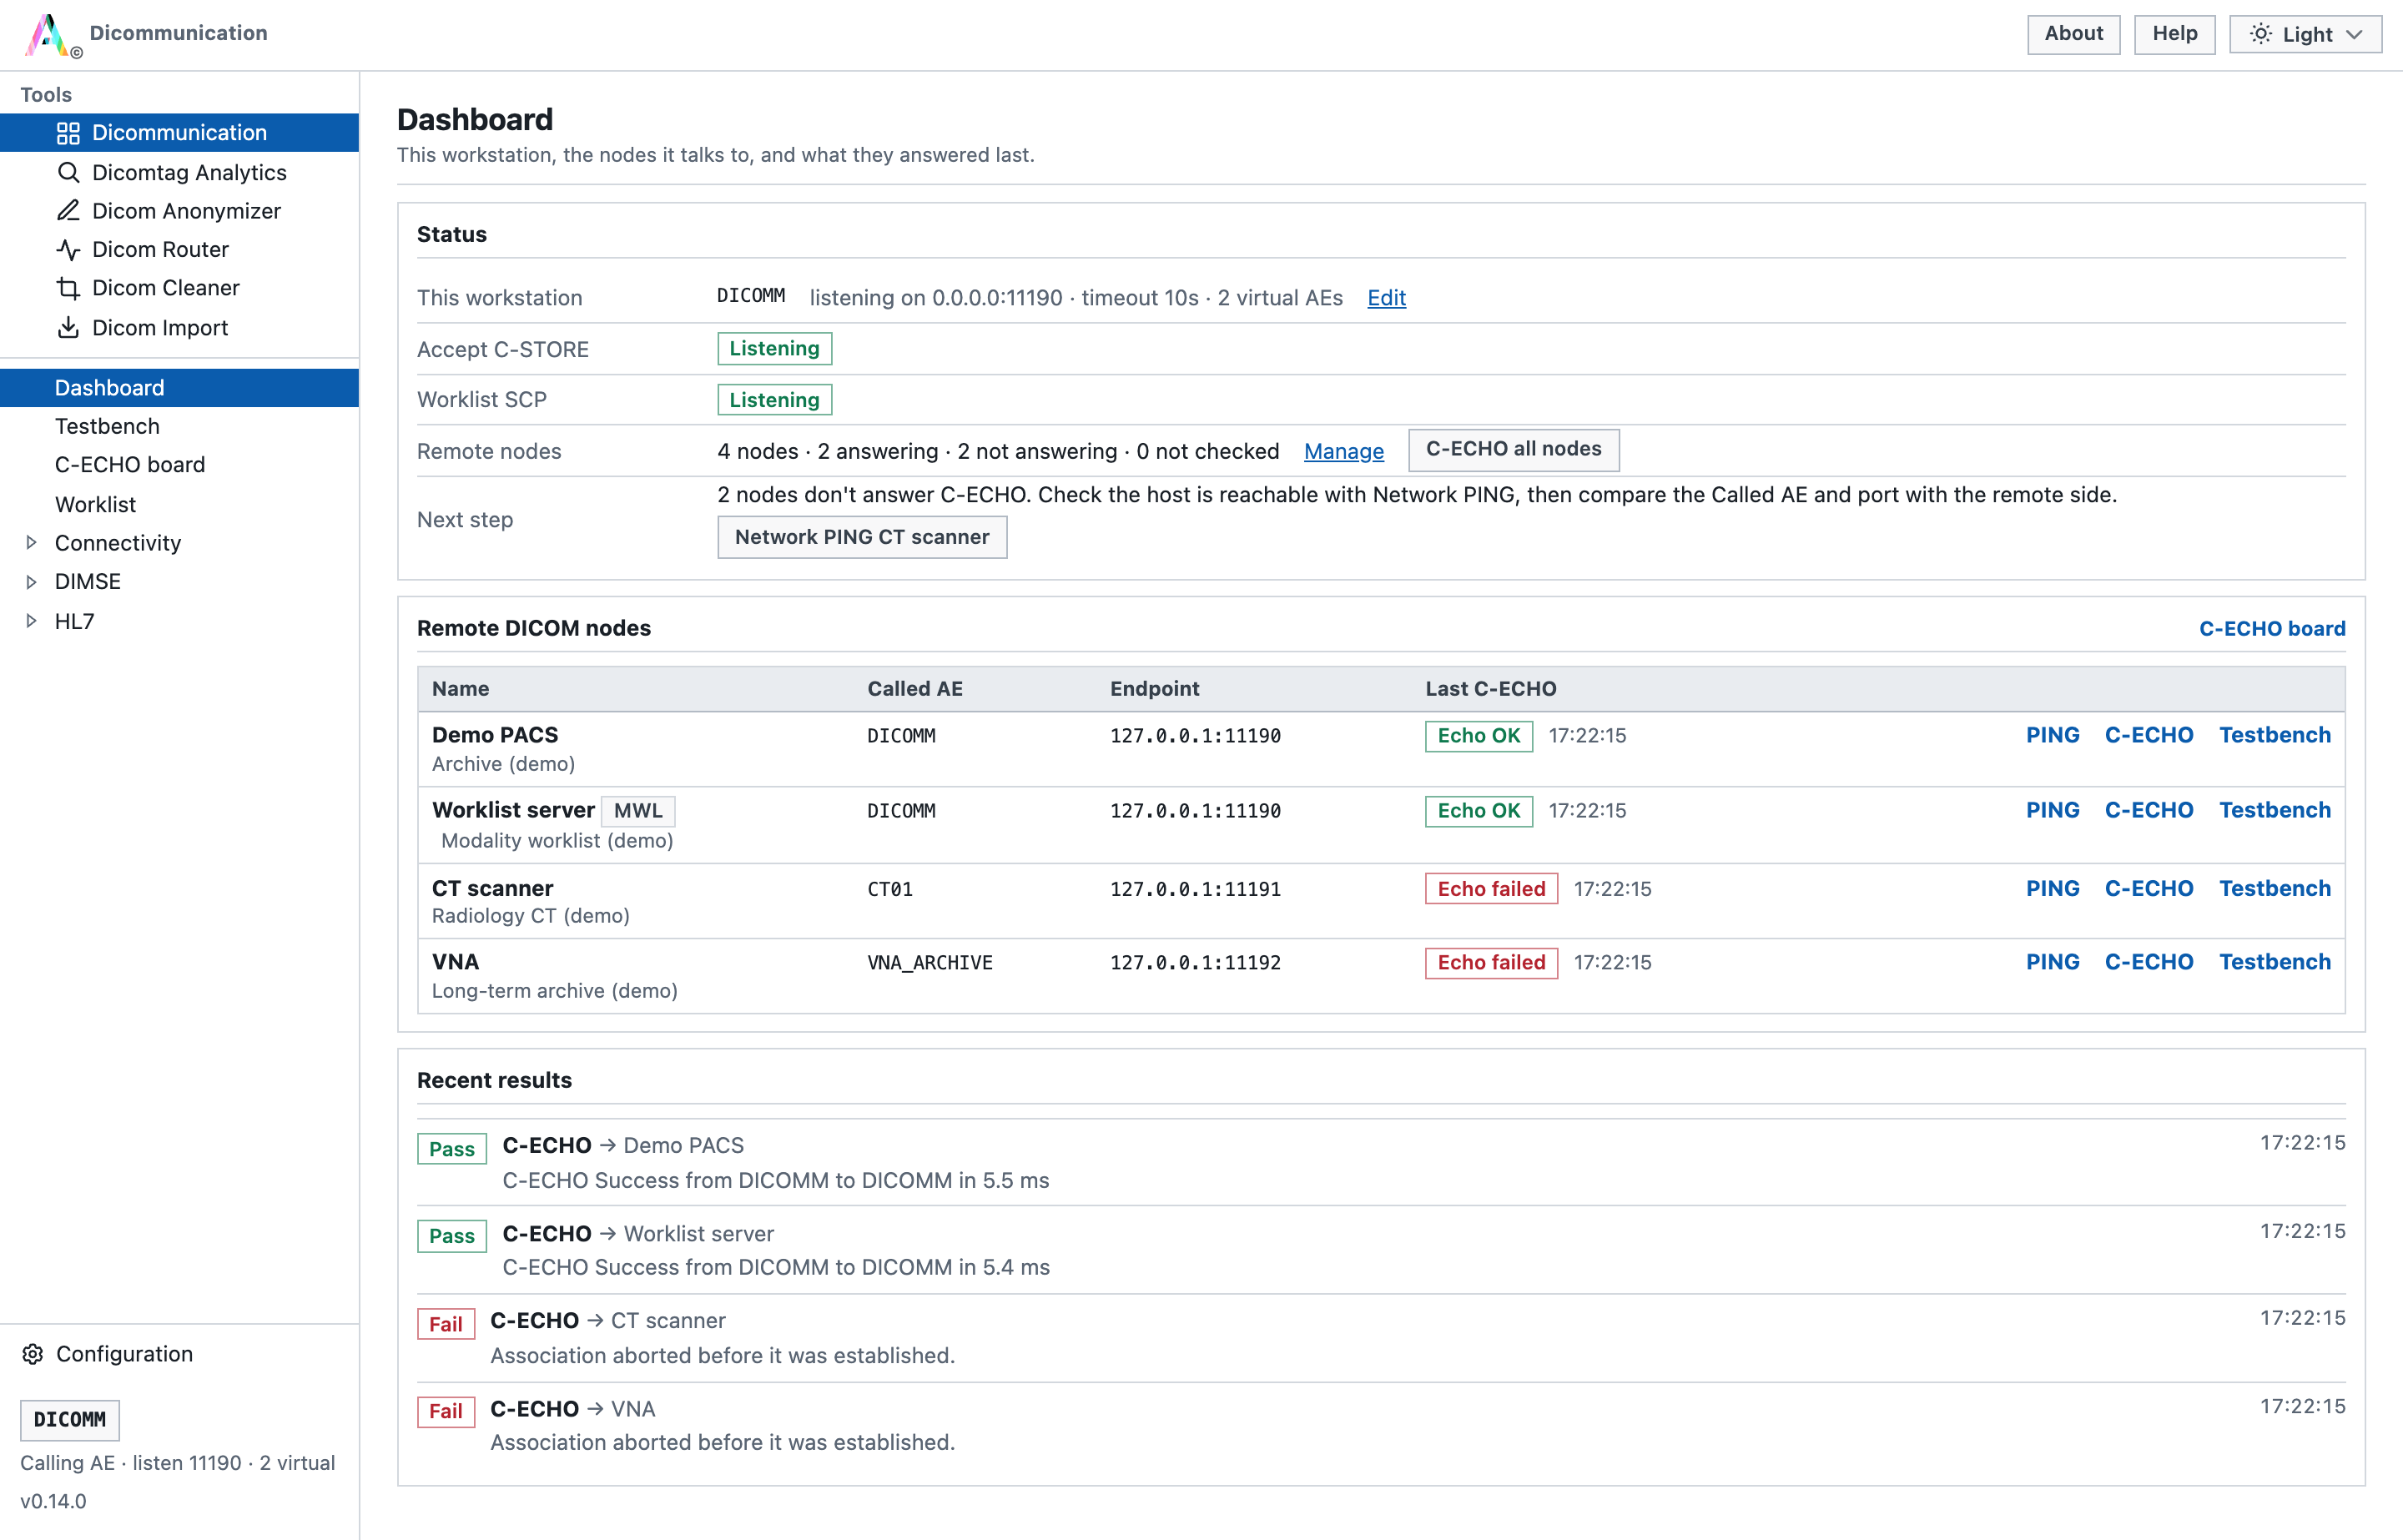 Dicommunication
About
Help
Light
©
Tools
Dicommunication
Dicomtag Analytics
Dicom Anonymizer
Dicom Router
Dicom Cleaner
Dicom Import
Dashboard
Testbench
C-ECHO board
Worklist
Connectivity
DIMSE
HL7
Configuration
DICOMM
Calling AE · listen 11190 · 2 virtual
v0.14.0
Dashboard
This workstation, the nodes it talks to, and what they answered last.
Status
This workstation DICOMM listening on 0.0.0.0:11190 · timeout 10s · 2 virtual AEs Edit
Accept C-STORE Listening
Worklist SCP Listening
Remote nodes 4 nodes · 2 answering · 2 not answering · 0 not checked Manage C-ECHO all nodes
Next step 2 nodes don't answer C-ECHO. Check the host is reachable with Network PING, then compare the Called AE and port with the remote side.
Network PING CT scanner
Remote DICOM nodes C-ECHO board
Name Called AE Endpoint Last C-ECHO
Demo PACS DICOMM 127.0.0.1:11190 Echo OK 17:22:15 PING C-ECHO Testbench
Archive (demo)
Worklist server MWL DICOMM 127.0.0.1:11190 Echo OK 17:22:15 PING C-ECHO Testbench
Modality worklist (demo)
CT scanner CT01 127.0.0.1:11191 Echo failed 17:22:15 PING C-ECHO Testbench
Radiology CT (demo)
VNA VNA_ARCHIVE 127.0.0.1:11192 Echo failed 17:22:15 PING C-ECHO Testbench
Long-term archive (demo)
Recent results
Pass C-ECHO → Demo PACS 17:22:15
C-ECHO Success from DICOMM to DICOMM in 5.5 ms
Pass C-ECHO → Worklist server 17:22:15
C-ECHO Success from DICOMM to DICOMM in 5.4 ms
Fail C-ECHO → CT scanner 17:22:15
Association aborted before it was established.
Fail C-ECHO → VNA 17:22:15
Association aborted before it was established.